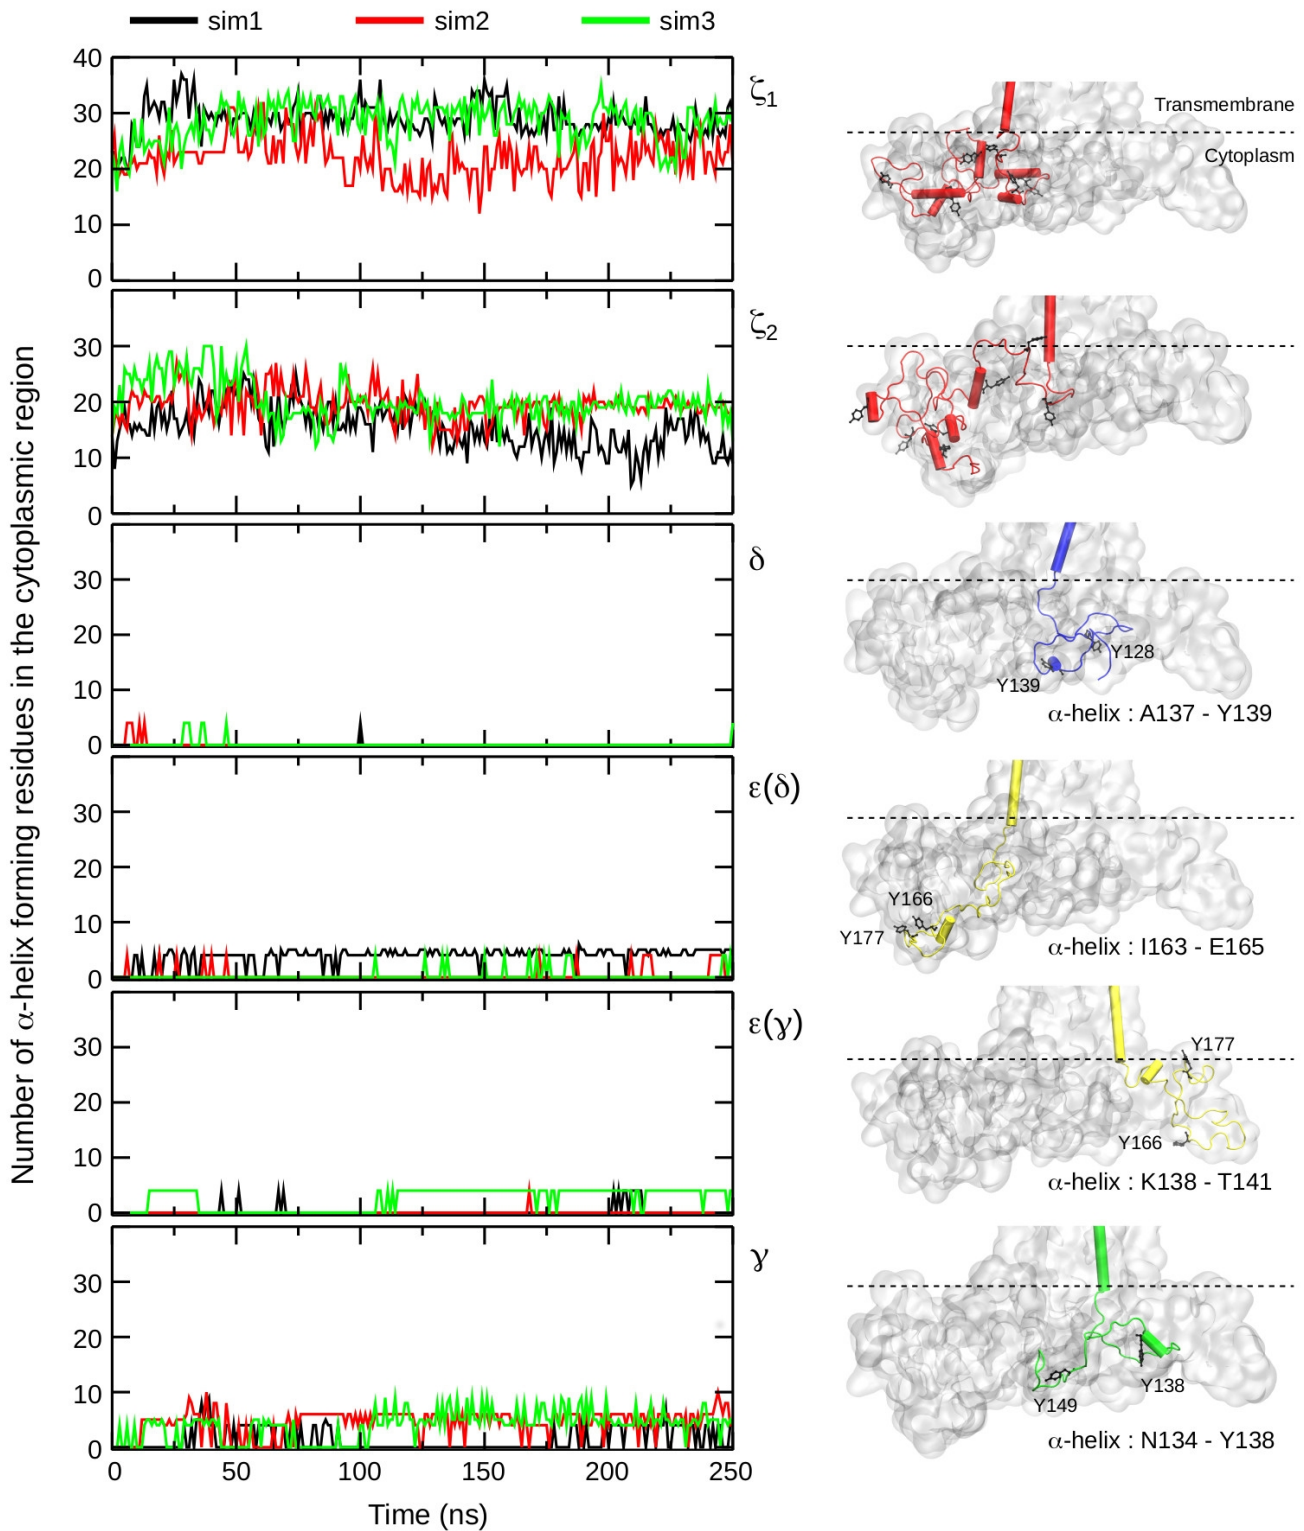 sim1 sim2 sim3
Number of α-helix forming residues in the cytoplasmic region
40
30
20
10
0
ζ1
Transmembrane
Cytoplasm
30
20
10
0
ζ2
30
20
10
0
δ
Y128
Y139
α-helix : A137 - Y139
30
20
10
0
ε(δ)
Y166
Y177
α-helix : I163 - E165
30
20
10
0
ε(γ)
Y177
Y166
α-helix : K138 - T141
30
20
10
0
γ
Y138
Y149
α-helix : N134 - Y138
0 50 100 150 200 250
Time (ns)